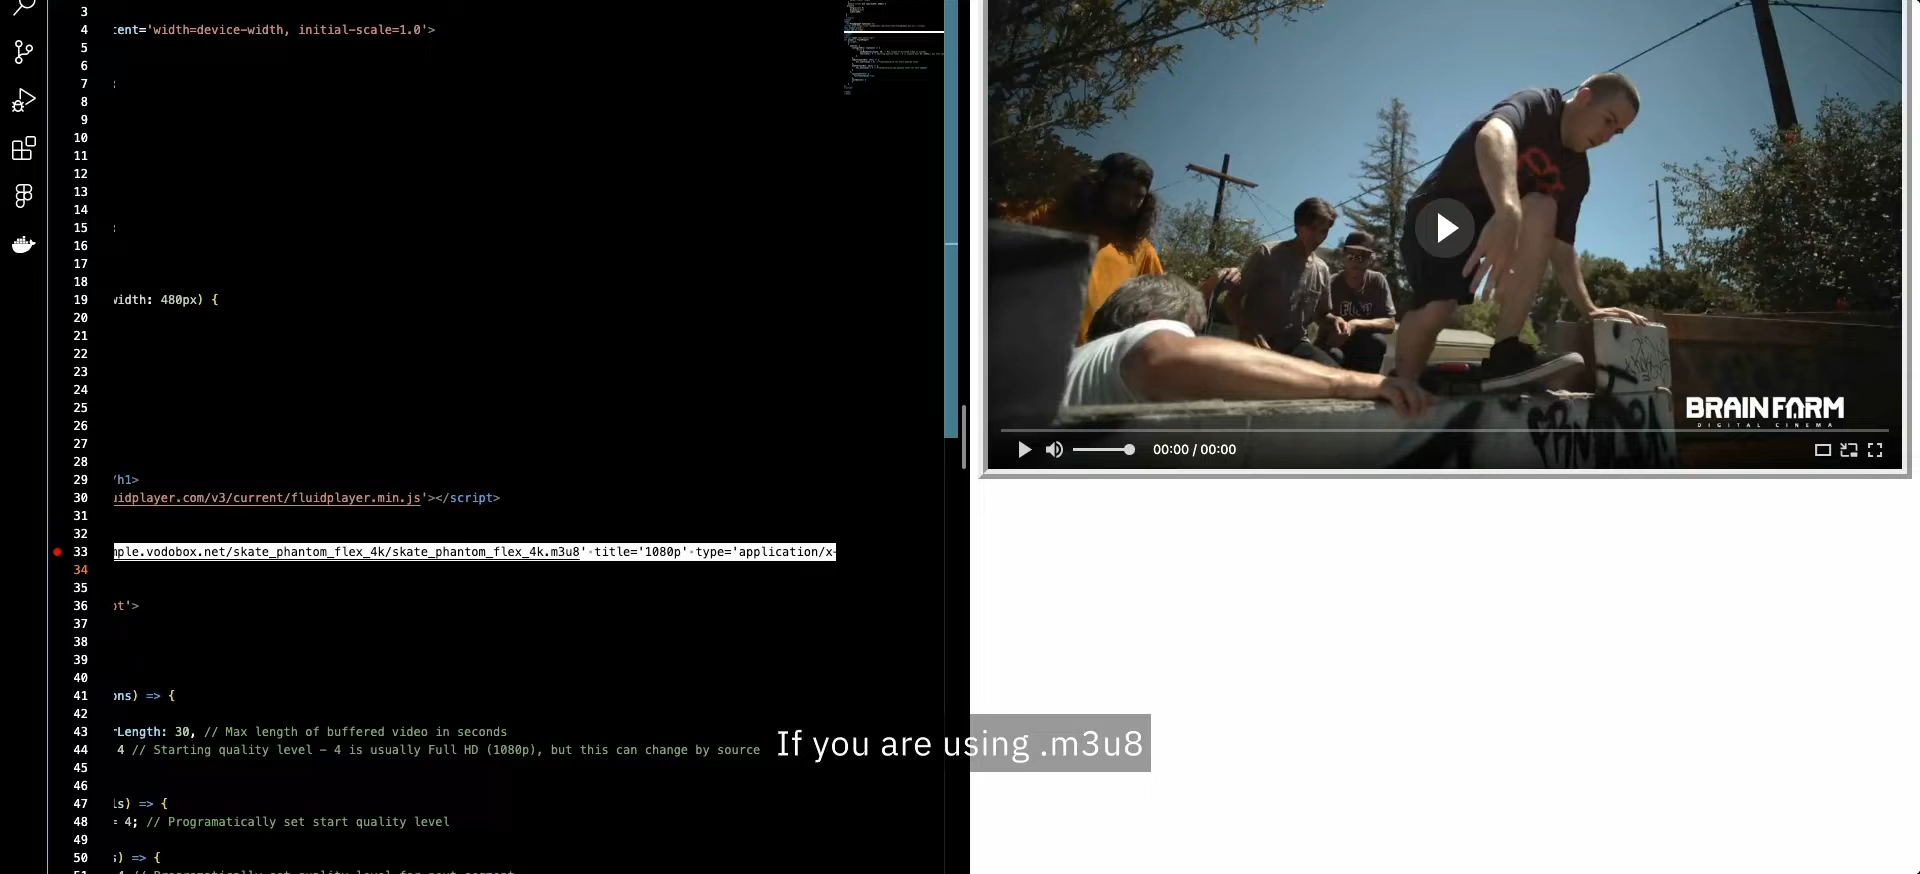 3
4 tent='width=device-width, initial-scale=1.0'>
5
6
7 ;
8
9
10
11
12
13
14
15 ;
16
17
18
19 width: 480px) {
20
21
22
23
24
25
26
27
28
29 /h1>
30 uidplayer.com/v3/current/fluidplayer.min.js'></script>
31
32
33 mple.vodobox.net/skate_phantom_flex_4k/skate_phantom_flex_4k.m3u8' title='1080p' type='application/x-
34
35
36 pt'>
37
38
39
40
41 ons) => {
42
43 rLength: 30, // Max length of buffered video in seconds
44 4 // Starting quality level – 4 is usually Full HD (1080p), but this can change by source
45
46
47 ls) => {
48 = 4; // Programatically set start quality level
49
50 s) => {
BRAIN FARM
DIGITAL CINEMA
00:00 / 00:00
If you are using .m3u8